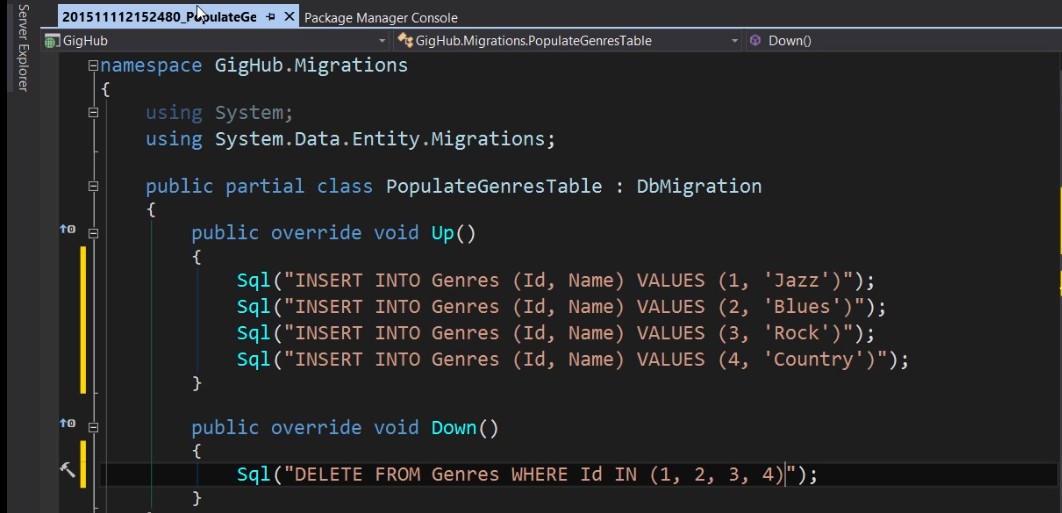 Server Explorer
201511112152480_PopulateGe Package Manager Console
GigHub GigHub.Migrations.PopulateGenresTable Down()
namespace GigHub.Migrations
{
using System;
using System.Data.Entity.Migrations;
public partial class PopulateGenresTable : DbMigration
{
public override void Up()
{
Sql("INSERT INTO Genres (Id, Name) VALUES (1, 'Jazz')");
Sql("INSERT INTO Genres (Id, Name) VALUES (2, 'Blues')");
Sql("INSERT INTO Genres (Id, Name) VALUES (3, 'Rock')");
Sql("INSERT INTO Genres (Id, Name) VALUES (4, 'Country')");
}
public override void Down()
{
Sql("DELETE FROM Genres WHERE Id IN (1, 2, 3, 4)");
}